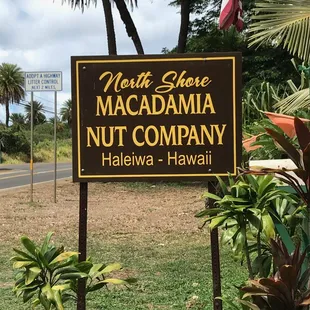 North Shore
MACADAMIA
NUT COMPANY
Haleiwa - Hawaii
ADOPT A HIGHWAY
LITTER CONTROL
NEXT 2 MILES